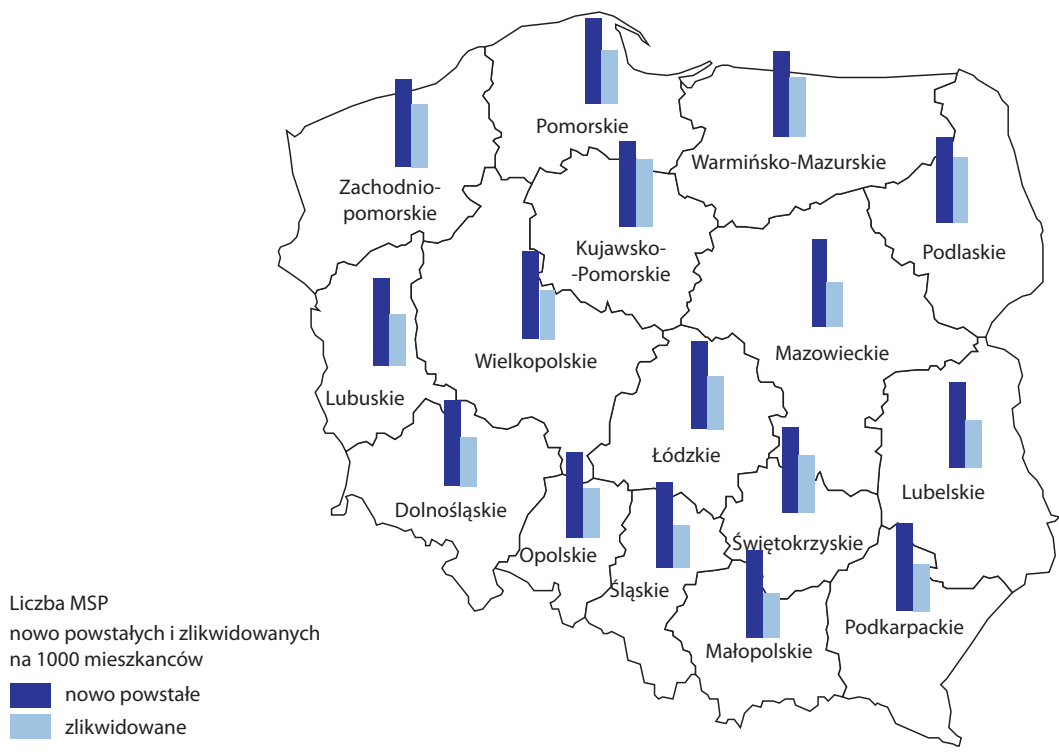 Pomorskie
Warmińsko-Mazurskie
Zachodnio-
pomorskie
Kujawsko-
-Pomorskie
Podlaskie
Wielkopolskie
Mazowieckie
Lubuskie
Łódzkie
Lubelskie
Dolnośląskie
Opolskie
Świętokrzyskie
Śląskie
Podkarpackie
Małopolskie
Liczba MSP
nowo powstałych i zlikwidowanych
na 1000 mieszkanców
nowo powstałe
zlikwidowane